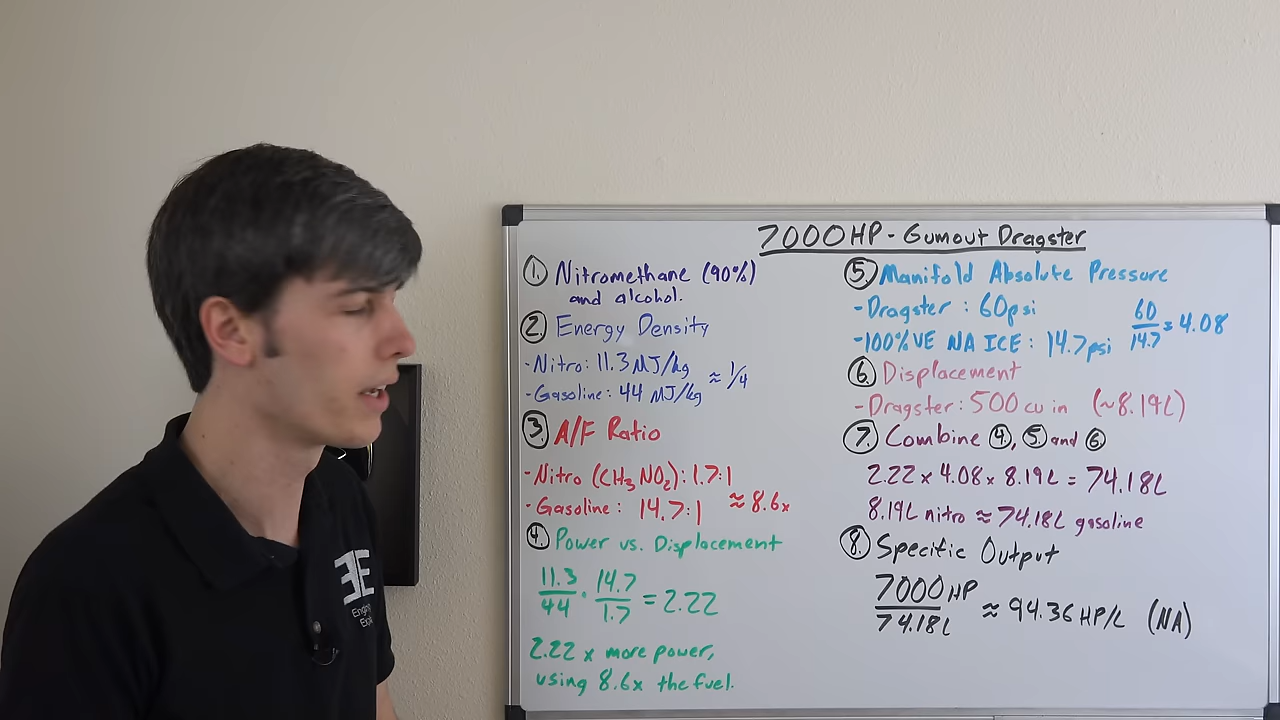 7000 HP - Gumout Dragster
1. Nitromethane (90%)
and alcohol.
2. Energy Density
- Nitro: 11.3 MJ/kg
- Gasoline: 44 MJ/kg
≈ 1/4
3. A/F Ratio
- Nitro (CH3NO2): 1.7:1
- Gasoline: 14.7:1 ≈ 8.6x
4. Power vs. Displacement
11.3/44 · 14.7/1.7 = 2.22
2.22 x more power,
using 8.6x the fuel.
5. Manifold Absolute Pressure
- Dragster: 60psi
- 100% VE NA ICE: 14.7psi
60/14.7 = 4.08
6. Displacement
- Dragster: 500 cu in (~8.19L)
7. Combine 4, 5 and 6
2.22 x 4.08 x 8.19L = 74.18L
8.19L nitro ≈ 74.18L gasoline
8. Specific Output
7000 HP/74.18L ≈ 94.36 HP/L (NA)
EE